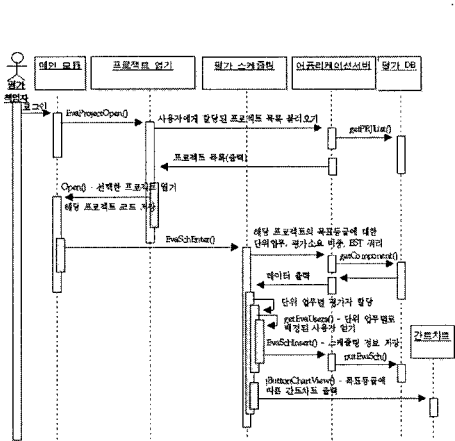 메인 모듈
프로젝트 열기
평가 스케쥴링
어플리케이션서버
평가 DB
평가
책임자
로그인
EvaProjectOpen()
사용자에게 할당된 프로젝트 목록 불러오기
getPRJList()
프로젝트 목록(출력)
Open() - 선택한 프로젝트 열기
해당 프로젝트 코드 저장
EvaSchEnter()
해당 프로젝트의 목표등급에 대한
단위업무, 평가소요 비용, EST 쿼리
getComponent()
데이터 출력
단위 업무별 평가자 할당
getEvaUsers() - 단위 업무별로
배정된 사용자 얻기
EvaSchInsert() - 스케쥴링 정보 저장
putEvaSch()
간트차트
jButtonChartView() - 목표등급에
따른 간트차트 출력